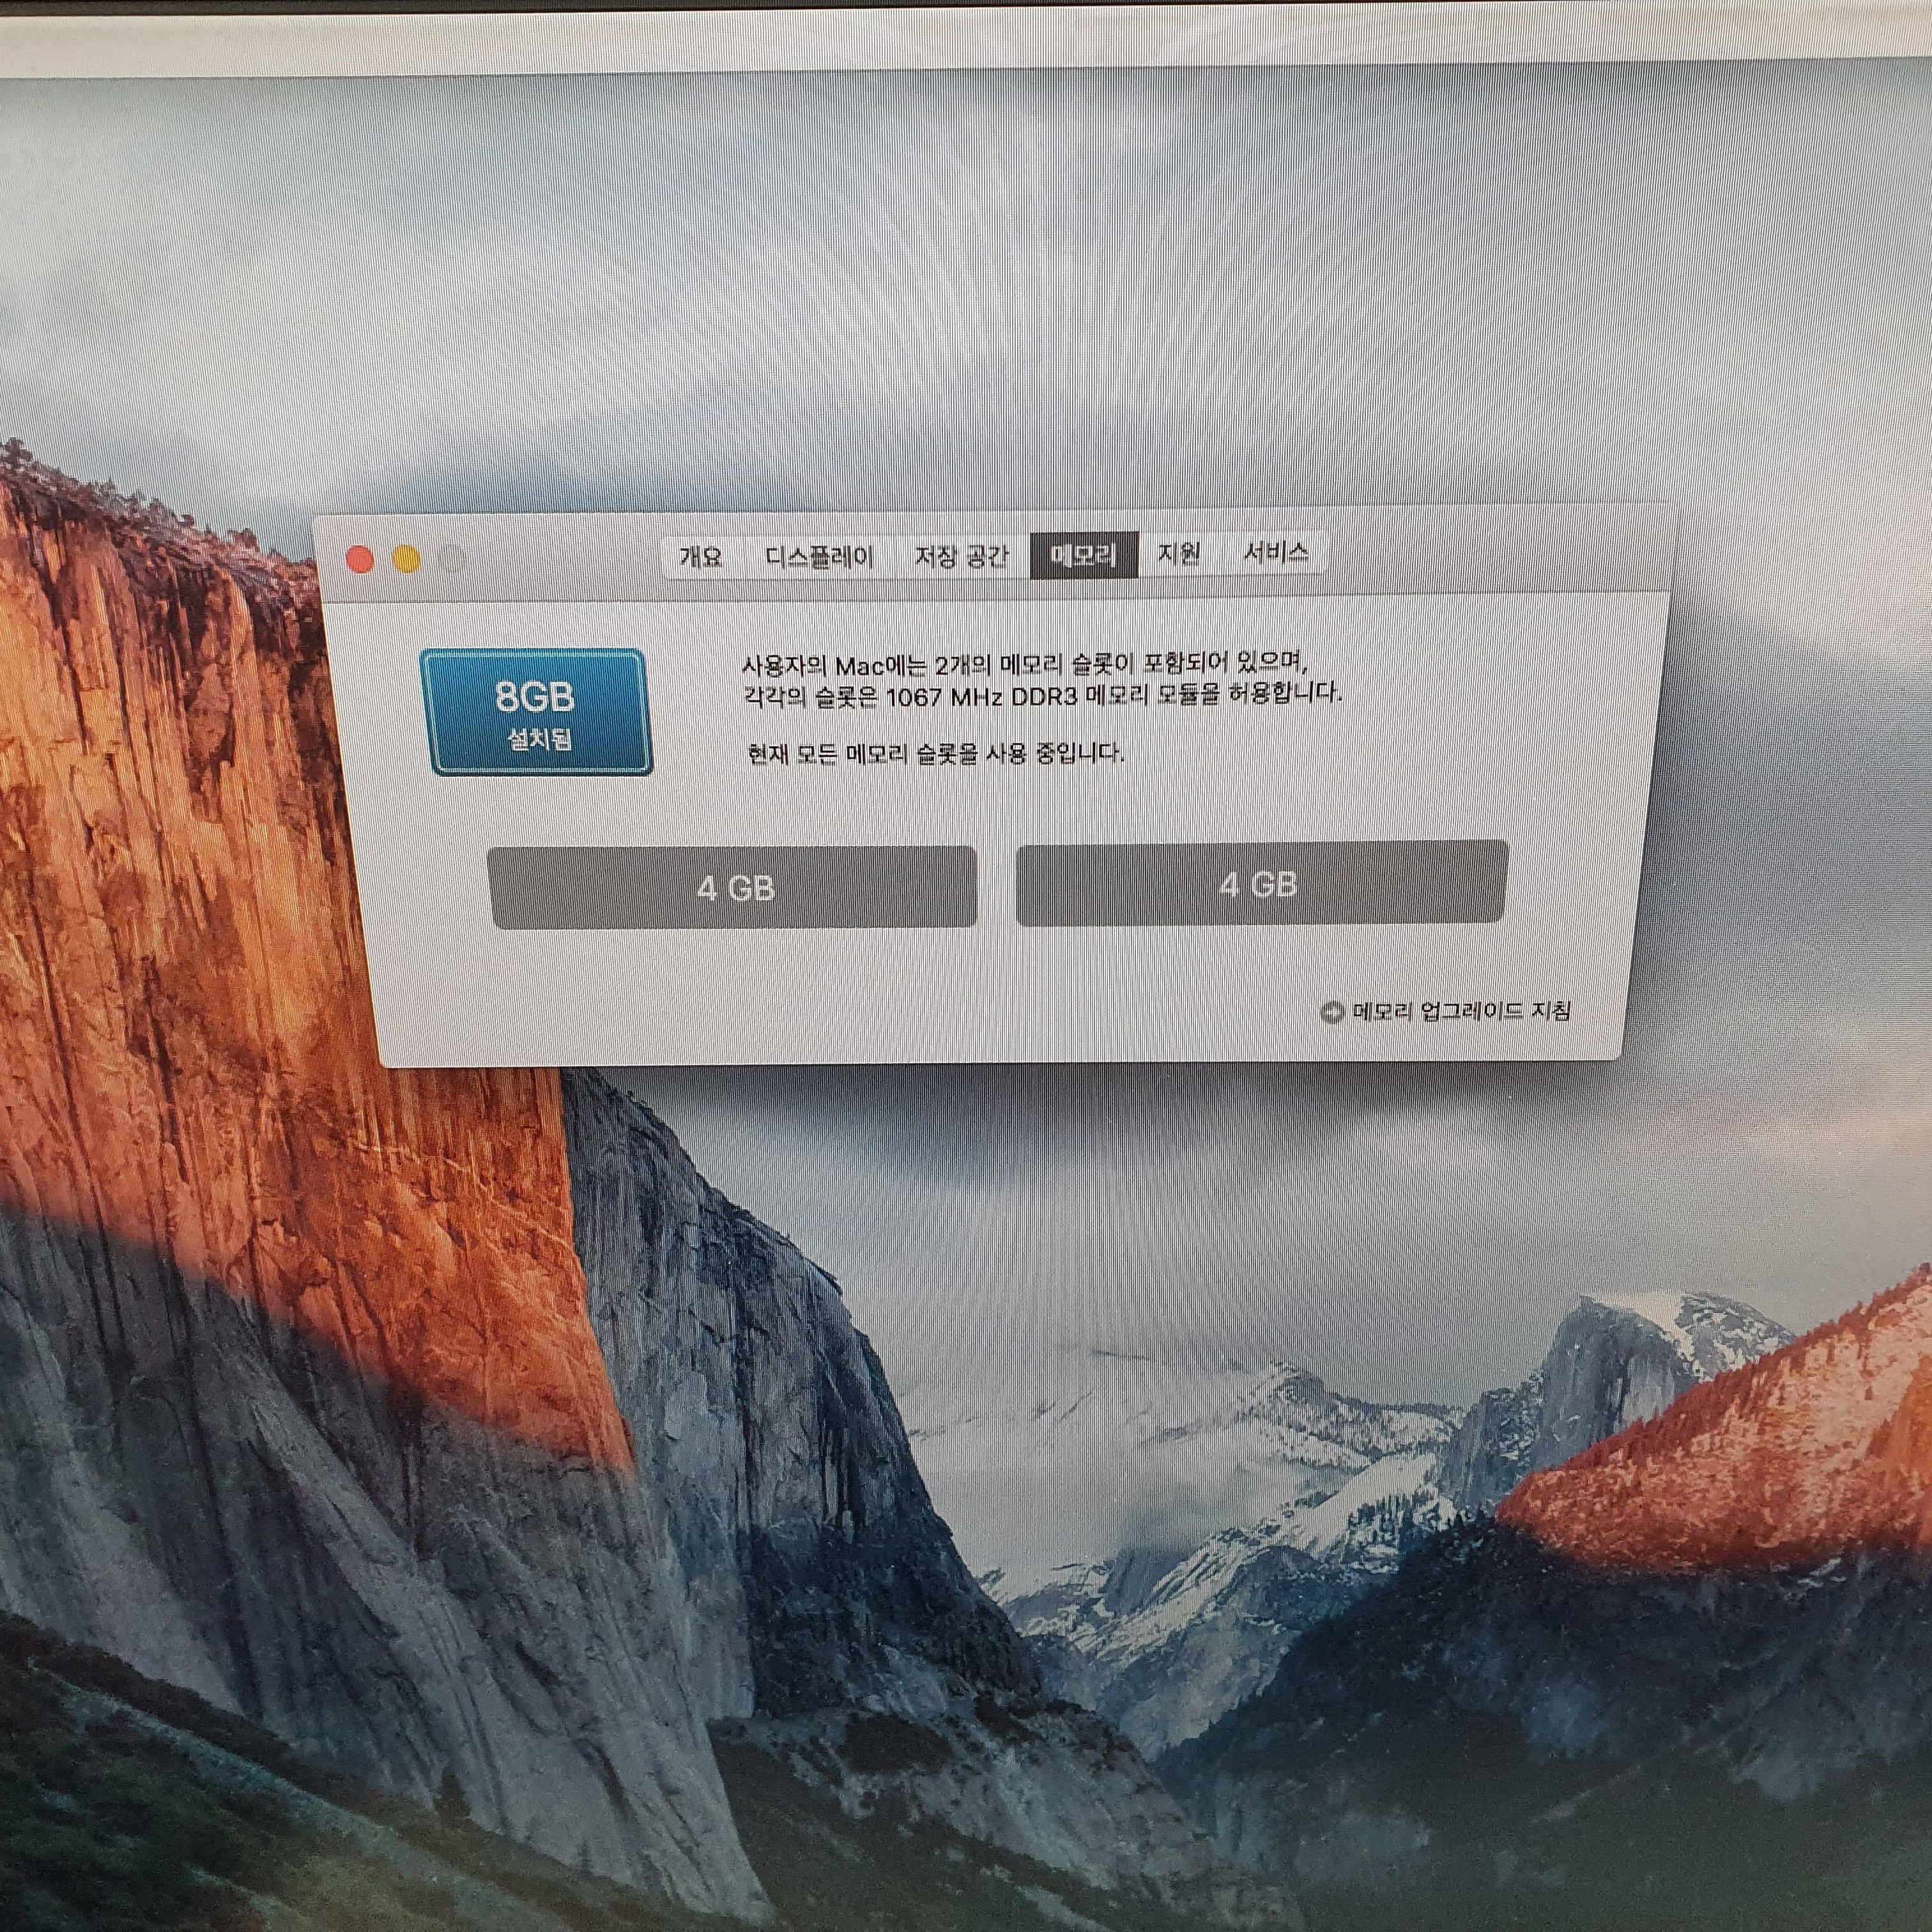 개요 디스플레이 저장 공간 메모리 지원 서비스
8GB
설치됨
사용자의 Mac에는 2개의 메모리 슬롯이 포함되어 있으며,
각각의 슬롯은 1067 MHz DDR3 메모리 모듈을 허용합니다.
현재 모든 메모리 슬롯을 사용 중입니다.
4 GB 4 GB
메모리 업그레이드 지침